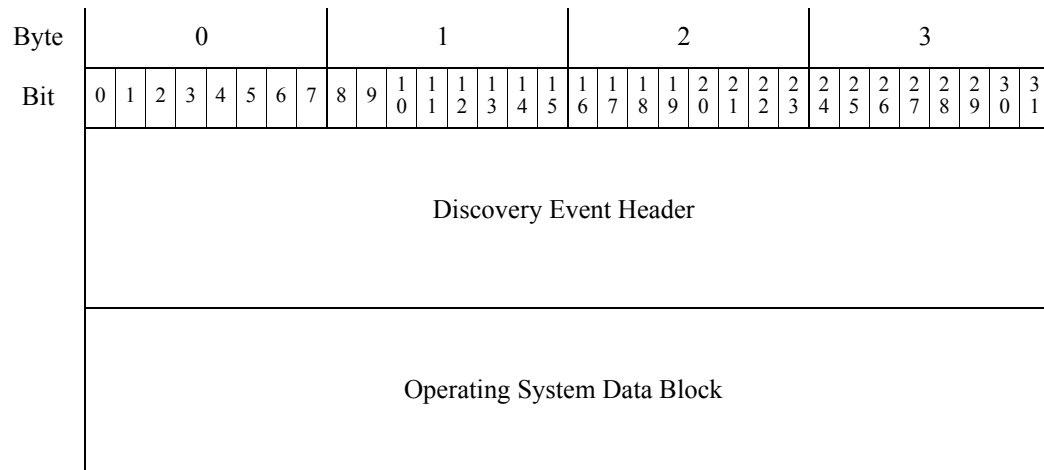 Byte 0 1 2 3
Bit 0 1 2 3 4 5 6 7 8 9 10 11 12 13 14 15 16 17 18 19 20 21 22 23 24 25 26 27 28 29 30 31
Discovery Event Header
Operating System Data Block